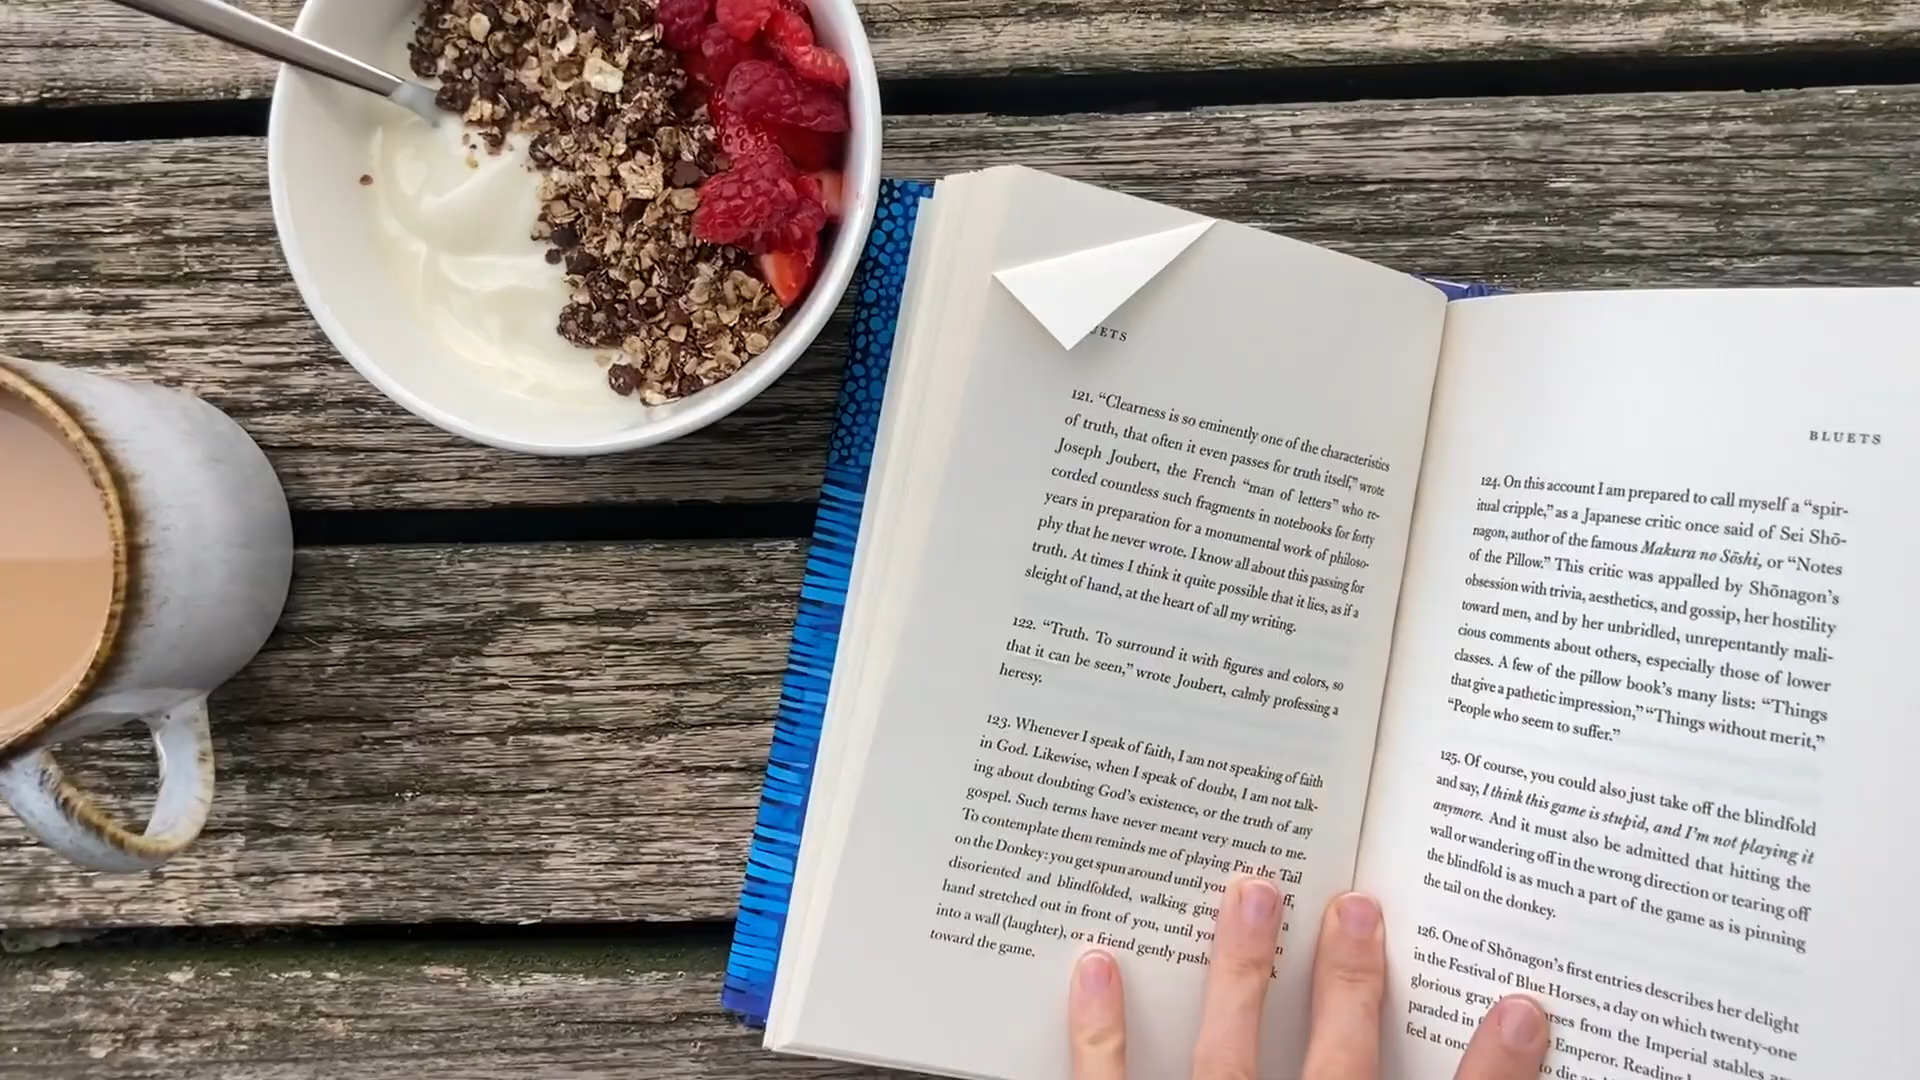 UETS
121. “Clearness is so eminently one of the characteristics
of truth, that often it even passes for truth itself,” wrote
Joseph Joubert, the French “man of letters” who re-
corded countless such fragments in notebooks for forty
years in preparation for a monumental work of philoso-
phy that he never wrote. I know all about this passing for
truth. At times I think it quite possible that it lies, as if a
sleight of hand, at the heart of all my writing.
122. “Truth. To surround it with figures and colors, so
that it can be seen,” wrote Joubert, calmly professing a
heresy.
123. Whenever I speak of faith, I am not speaking of faith
in God. Likewise, when I speak of doubt, I am not talk-
ing about doubting God’s existence, or the truth of any
gospel. Such terms have never meant very much to me.
To contemplate them reminds me of playing Pin the Tail
on the Donkey: you get spun around until you
disoriented and blindfolded, walking ging a
hand stretched out in front of you, until
into a wall (laughter), or a friend gently
toward the game.
BLUETS
124. On this account I am prepared to call myself a “spir-
itual cripple,” as a Japanese critic once said of Sei Shō-
nagon, author of the famous Makura no Sōshi, or “Notes
of the Pillow.” This critic was appalled by Shōnagon’s
obsession with trivia, aesthetics, and gossip, her hostility
toward men, and by her unbridled, unrepentantly mali-
cious comments about others, especially those of lower
classes. A few of the pillow book’s many lists: “Things
that give a pathetic impression,” “Things without merit,”
“People who seem to suffer.”
125. Of course, you could also just take off the blindfold
and say, I think this game is stupid, and I’m not playing it
anymore. And it must also be admitted that hitting the
wall or wandering off in the wrong direction or tearing off
the blindfold is as much a part of the game as is pinning
the tail on the donkey.
126. One of Shōnagon’s first entries describes her delight
in the Festival of Blue Horses, a day on which twenty-one
glorious gray- from the Imperial stables
paraded in Emperor. Reading
feel at to die